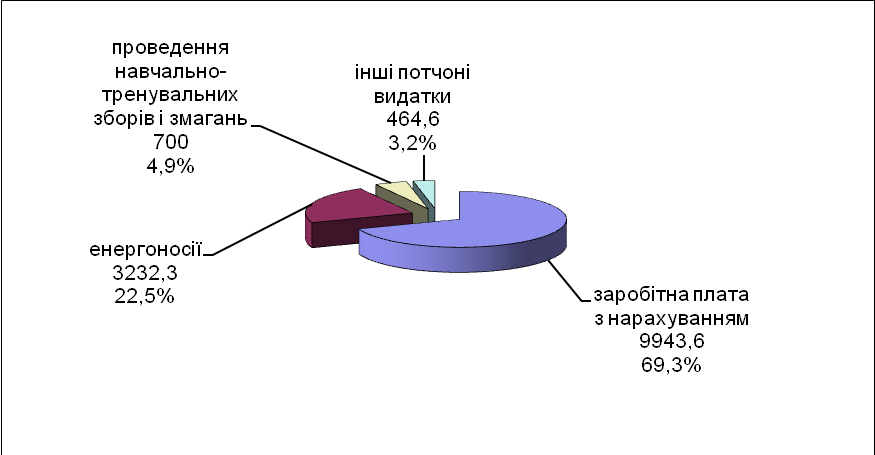 проведення
навчально-
тренувальних
зборів і змагань
700
4,9%
інші потчоні
видатки
464,6
3,2%
енергоносії
3232,3
22,5%
заробітна плата
з нарахуванням
9943,6
69,3%